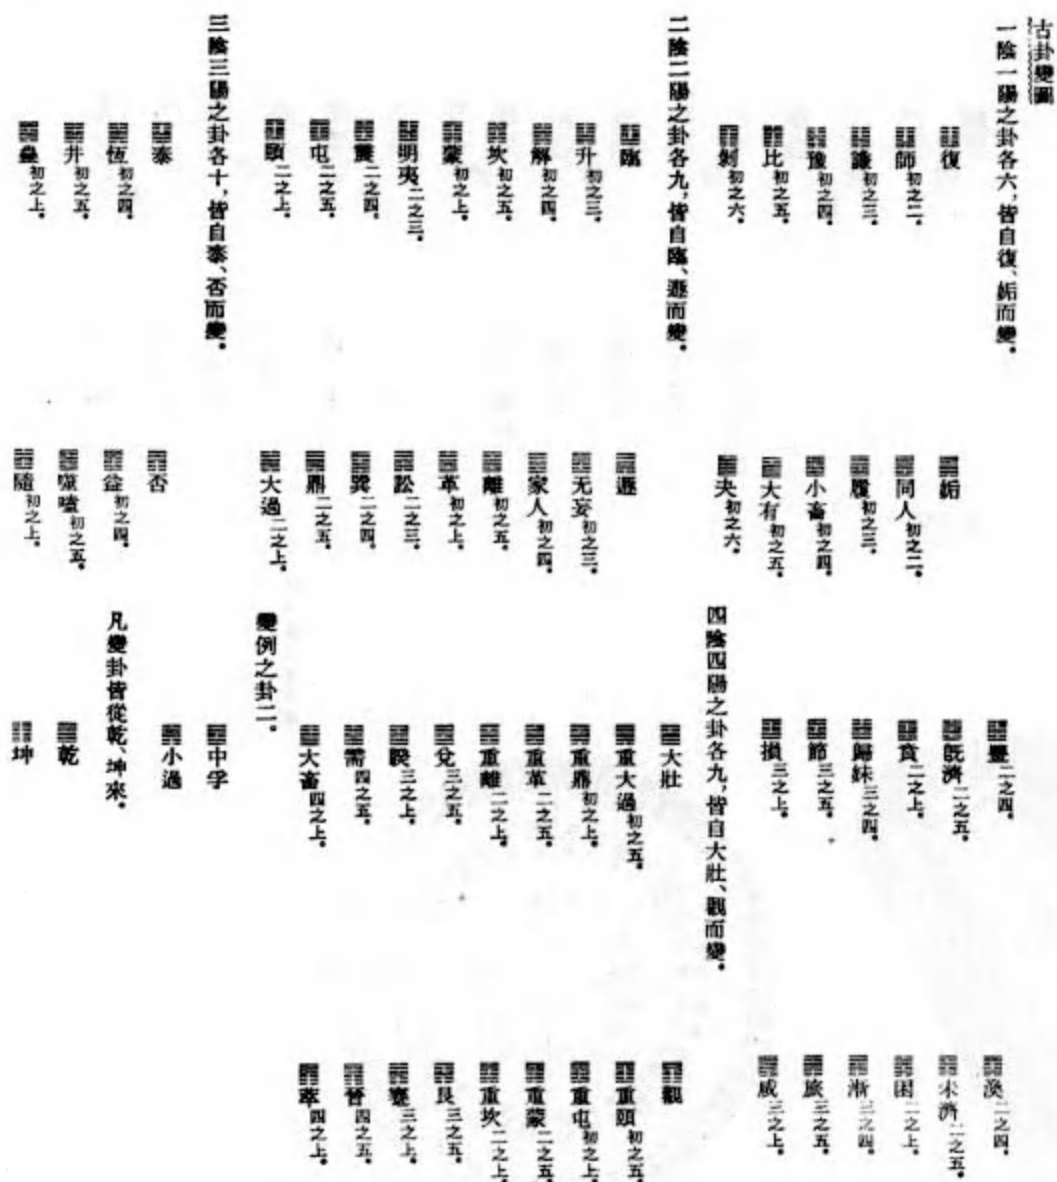 古卦變圖
一陰一陽之卦各六,皆自復、姤而變。
䷗復 ䷫姤
䷆師初之二。 ䷌同人初之二。
䷎謙初之三。 ䷉履初之三。
䷏豫初之四。 ䷈小畜初之四。
䷇比初之五。 ䷍大有初之五。
䷖剝初之六。 ䷪夬初之六。
二陰二陽之卦各九,皆自臨、遯而變。
䷒臨 ䷠遯
䷭升初之三。 ䷘无妄初之三。
䷧解初之四。 ䷤家人初之四。
䷜坎初之五。 ䷝離初之五。
䷃蒙初之上。 ䷰革初之上。
䷣明夷二之三。 ䷅訟二之三。
䷲震二之四。 ䷸巽二之四。
䷂屯二之五。 ䷱鼎二之五。
䷚頤二之上。 ䷛大過二之上。
三陰三陽之卦各十,皆自泰、否而變。
䷊泰 ䷋否
䷟恆初之四。 ䷩益初之四。
䷯井初之五。 ䷔噬嗑初之五。
䷑蠱初之上。 ䷐隨初之上。
䷶豐二之四。 ䷺渙二之四。
䷾既濟二之五。 ䷿未濟二之五。
䷕賁二之上。 ䷮困二之上。
䷵歸妹三之四。 ䷴漸三之四。
䷻節三之五。 ䷷旅三之五。
䷨損三之上。 ䷞咸三之上。
四陰四陽之卦各九,皆自大壯、觀而變。
䷡大壯 ䷓觀
䷛重大過初之五。 ䷚重頤初之五。
䷱重鼎初之上。 ䷂重屯初之上。
䷰重革二之五。 ䷃重蒙二之五。
䷝重離二之上。 ䷜重坎二之上。
䷹兌三之五。 ䷳艮三之五。
䷥睽三之上。 ䷦蹇三之上。
䷄需四之五。 ䷢晉四之五。
䷙大畜四之上。 ䷬萃四之上。
變例之卦二。
䷼中孚
䷽小過
凡變卦皆從乾、坤來。
䷀乾
䷁坤